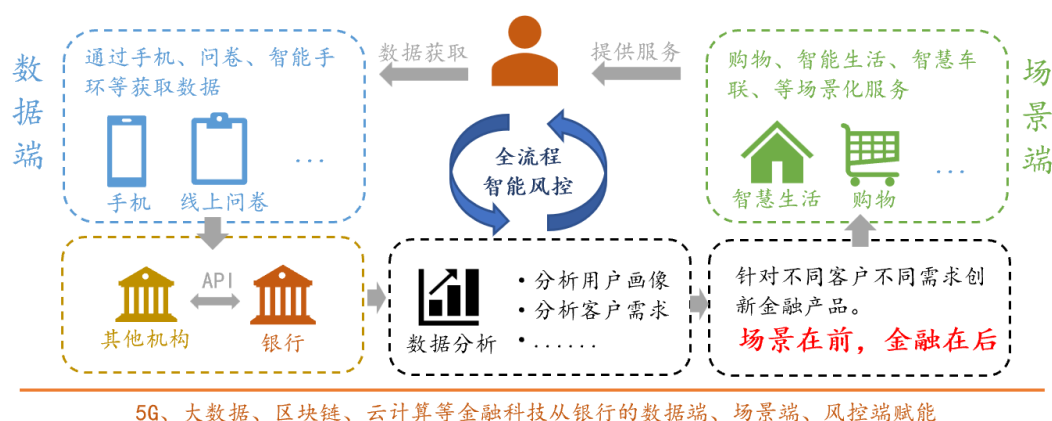 数据端
通过手机、问卷、智能手
环等获取数据
手机
线上问卷
...
数据获取
提供服务
全流程
智能风控
购物、智能生活、智慧车
联、等场景化服务
智慧生活
购物
...
场景端
API
其他机构
银行
数据分析
• 分析用户画像
• 分析客户需求
• ......
针对不同客户不同需求创
新金融产品。
场景在前，金融在后
5G、大数据、区块链、云计算等金融科技从银行的数据端、场景端、风控端赋能